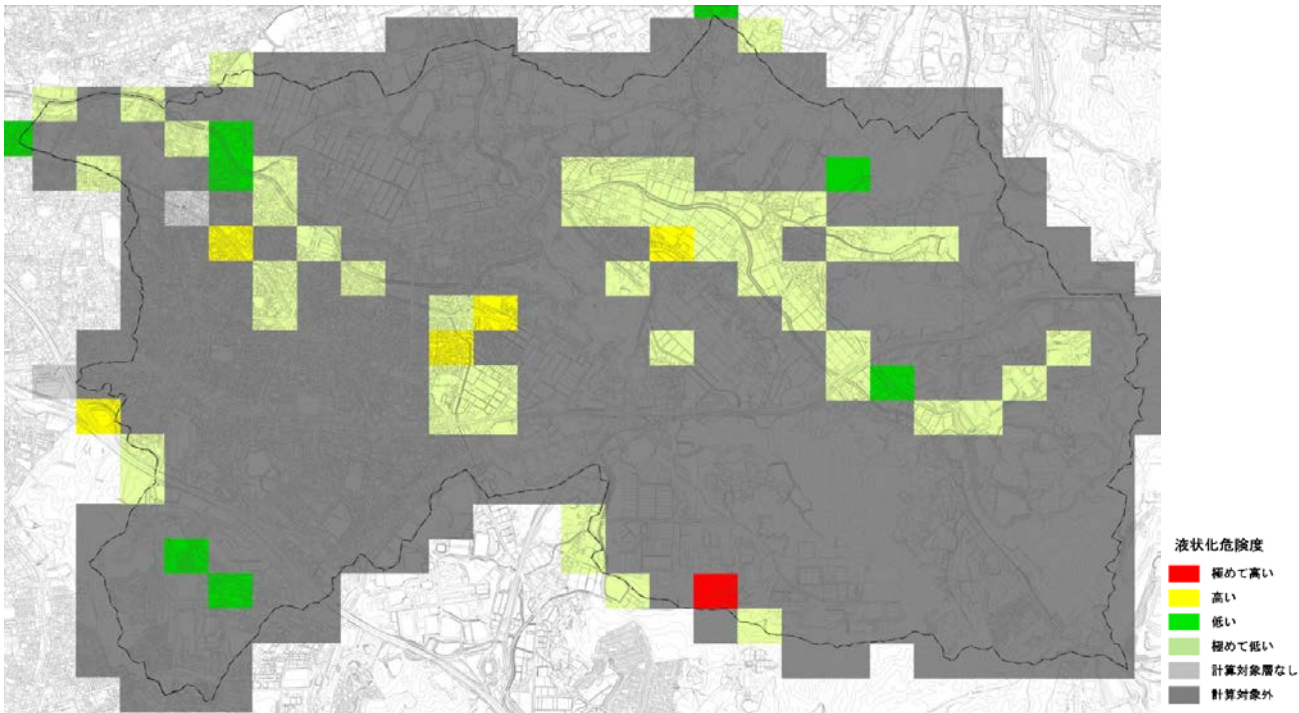 液状化危険度
極めて高い
高い
低い
極めて低い
計算対象層なし
計算対象外